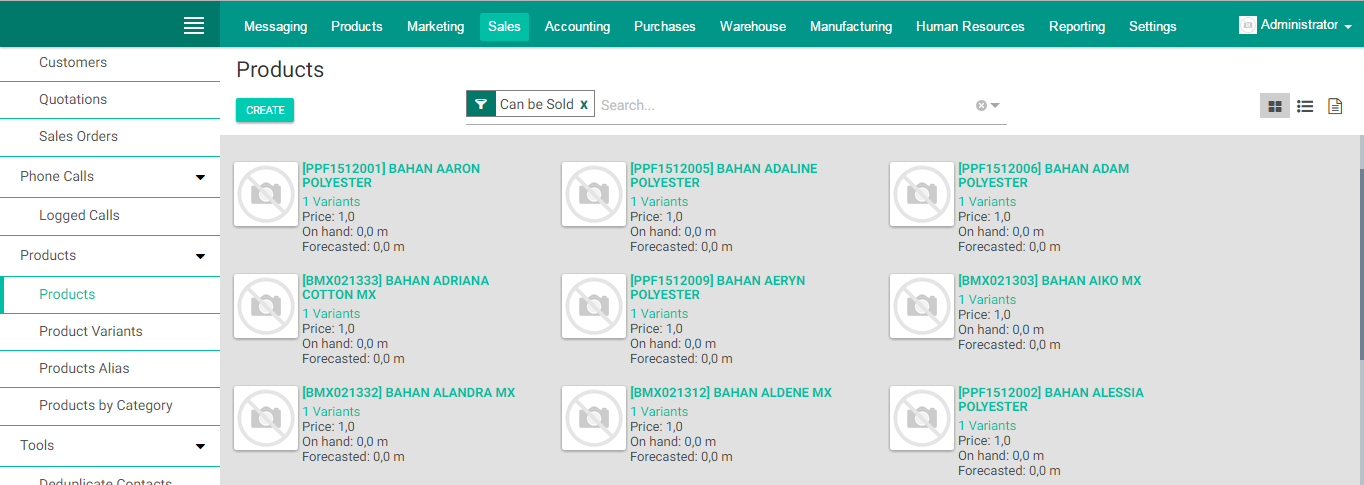 Messaging Products Marketing Sales Accounting Purchases Warehouse Manufacturing Human Resources Reporting Settings Administrator
Customers
Quotations
Sales Orders
Phone Calls
Logged Calls
Products
Products
Product Variants
Products Alias
Products by Category
Tools
Deduplicate Contacts
Products
CREATE
Can be Sold x Search...
[PPF1512001] BAHAN AARON
POLYESTER
1 Variants
Price: 1,0
On hand: 0,0 m
Forecasted: 0,0 m
[PPF1512005] BAHAN ADALINE
POLYESTER
1 Variants
Price: 1,0
On hand: 0,0 m
Forecasted: 0,0 m
[PPF1512006] BAHAN ADAM
POLYESTER
1 Variants
Price: 1,0
On hand: 0,0 m
Forecasted: 0,0 m
[BMX021333] BAHAN ADRIANA
COTTON MX
1 Variants
Price: 1,0
On hand: 0,0 m
Forecasted: 0,0 m
[PPF1512009] BAHAN AERYN
POLYESTER
1 Variants
Price: 1,0
On hand: 0,0 m
Forecasted: 0,0 m
[BMX021303] BAHAN AIKO MX
1 Variants
Price: 1,0
On hand: 0,0 m
Forecasted: 0,0 m
[BMX021332] BAHAN ALANDRA MX
1 Variants
Price: 1,0
On hand: 0,0 m
Forecasted: 0,0 m
[BMX021312] BAHAN ALDENE MX
1 Variants
Price: 1,0
On hand: 0,0 m
Forecasted: 0,0 m
[PPF1512002] BAHAN ALESSIA
POLYESTER
1 Variants
Price: 1,0
On hand: 0,0 m
Forecasted: 0,0 m